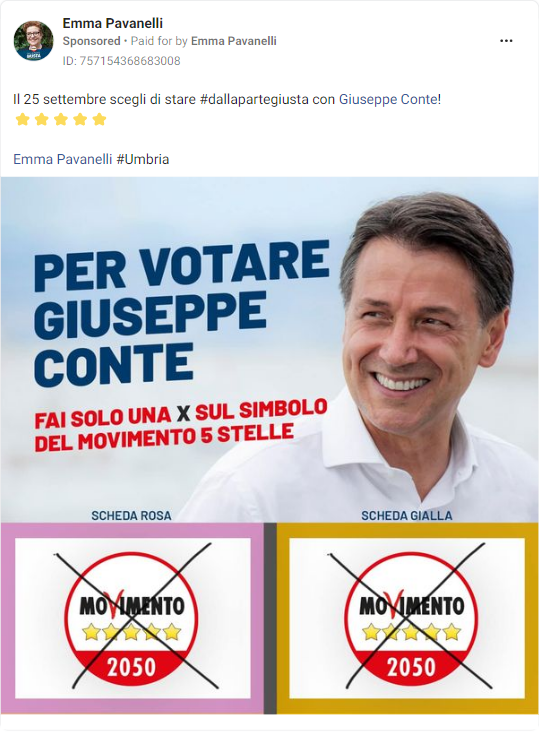 Emma Pavanelli
Sponsored • Paid for by Emma Pavanelli
ID: 757154368683008
Il 25 settembre scegli di stare #dallapartegiusta con Giuseppe Conte!
Emma Pavanelli #Umbria
PER VOTARE
GIUSEPPE
CONTE
FAI SOLO UNA X SUL SIMBOLO
DEL MOVIMENTO 5 STELLE
SCHEDA ROSA
SCHEDA GIALLA
MOVIMENTO
2050
MOVIMENTO
2050